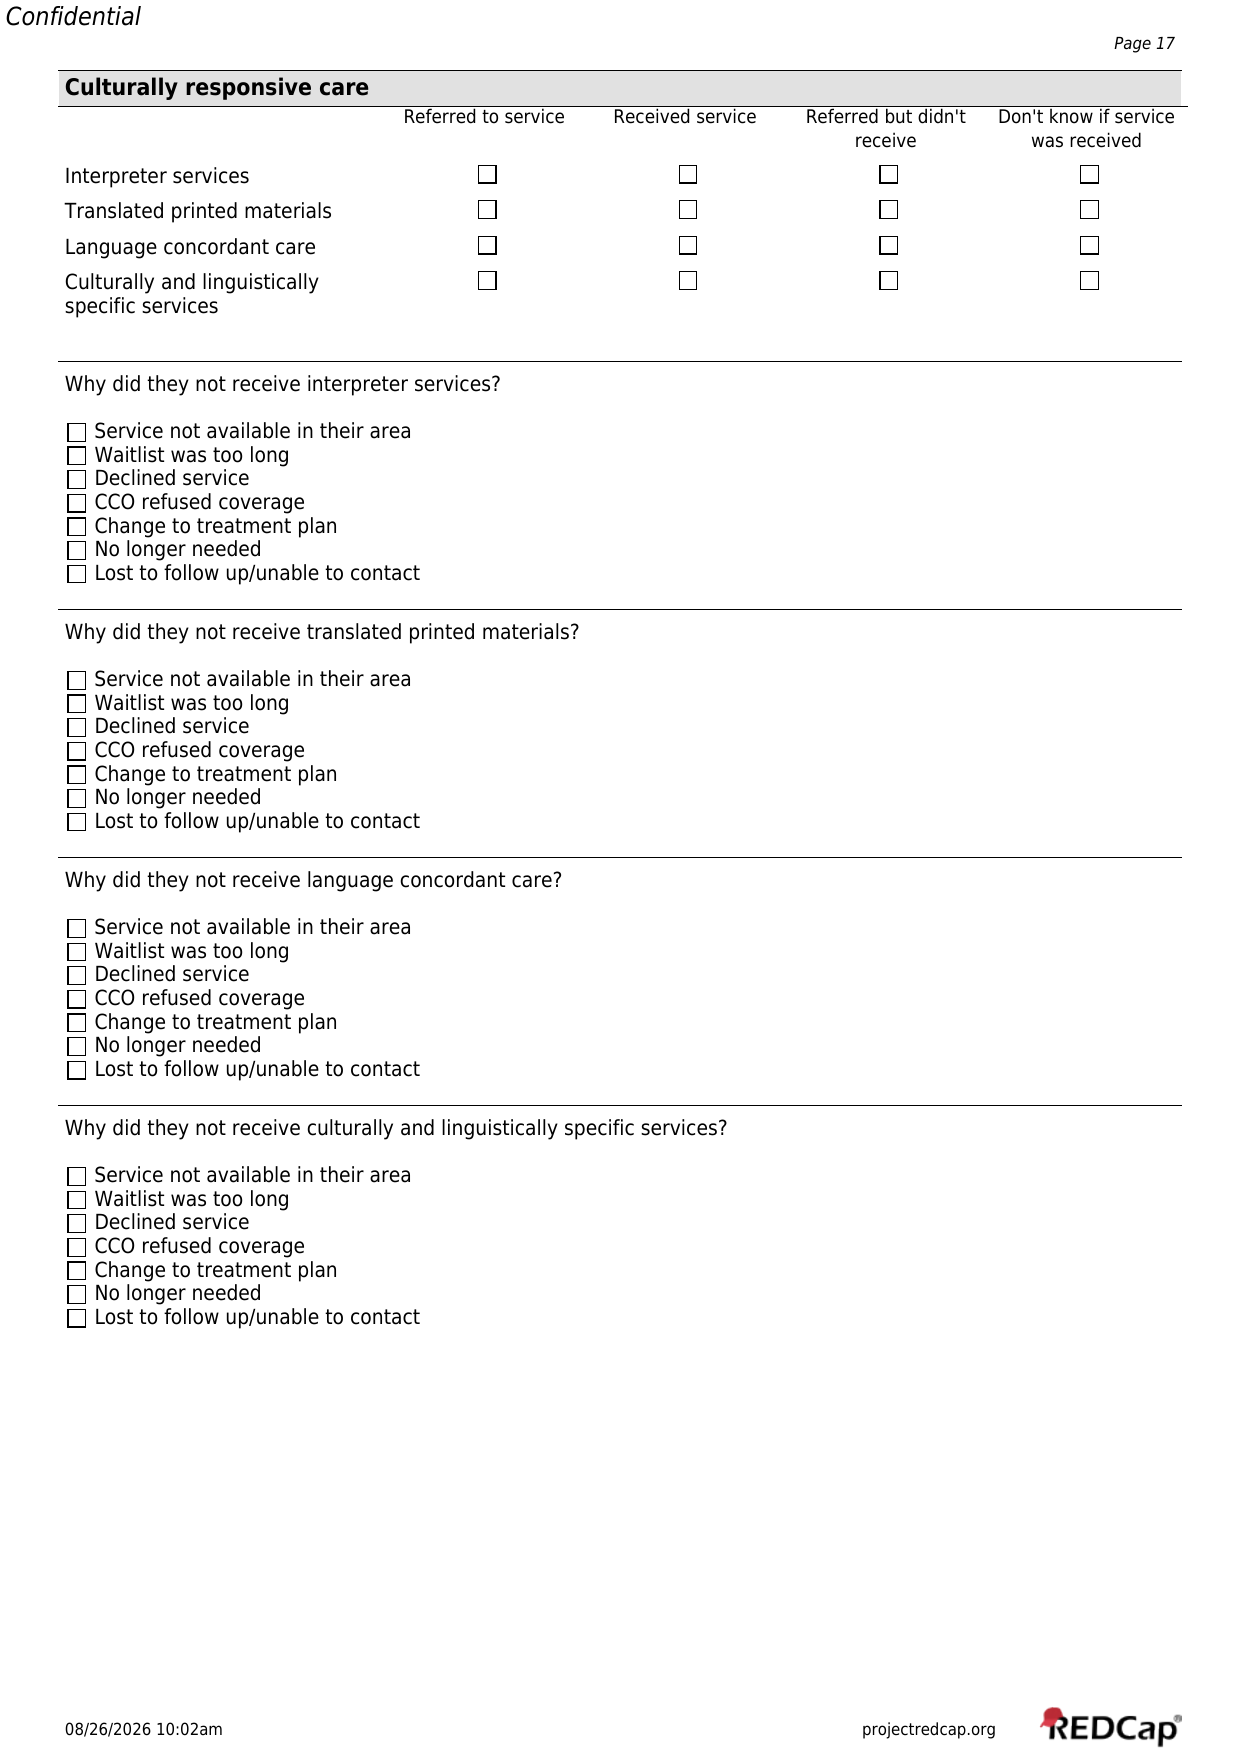 Confidential
Page 17
Culturally responsive care
Referred to service Received service Referred but didn't Don't know if service
receive was received
Interpreter services
Translated printed materials
Language concordant care
Culturally and linguistically
specific services
Why did they not receive interpreter services?
Service not available in their area
Waitlist was too long
Declined service
CCO refused coverage
Change to treatment plan
No longer needed
Lost to follow up/unable to contact
Why did they not receive translated printed materials?
Service not available in their area
Waitlist was too long
Declined service
CCO refused coverage
Change to treatment plan
No longer needed
Lost to follow up/unable to contact
Why did they not receive language concordant care?
Service not available in their area
Waitlist was too long
Declined service
CCO refused coverage
Change to treatment plan
No longer needed
Lost to follow up/unable to contact
Why did they not receive culturally and linguistically specific services?
Service not available in their area
Waitlist was too long
Declined service
CCO refused coverage
Change to treatment plan
No longer needed
Lost to follow up/unable to contact
08/26/2026 10:02am projectredcap.org REDCap®